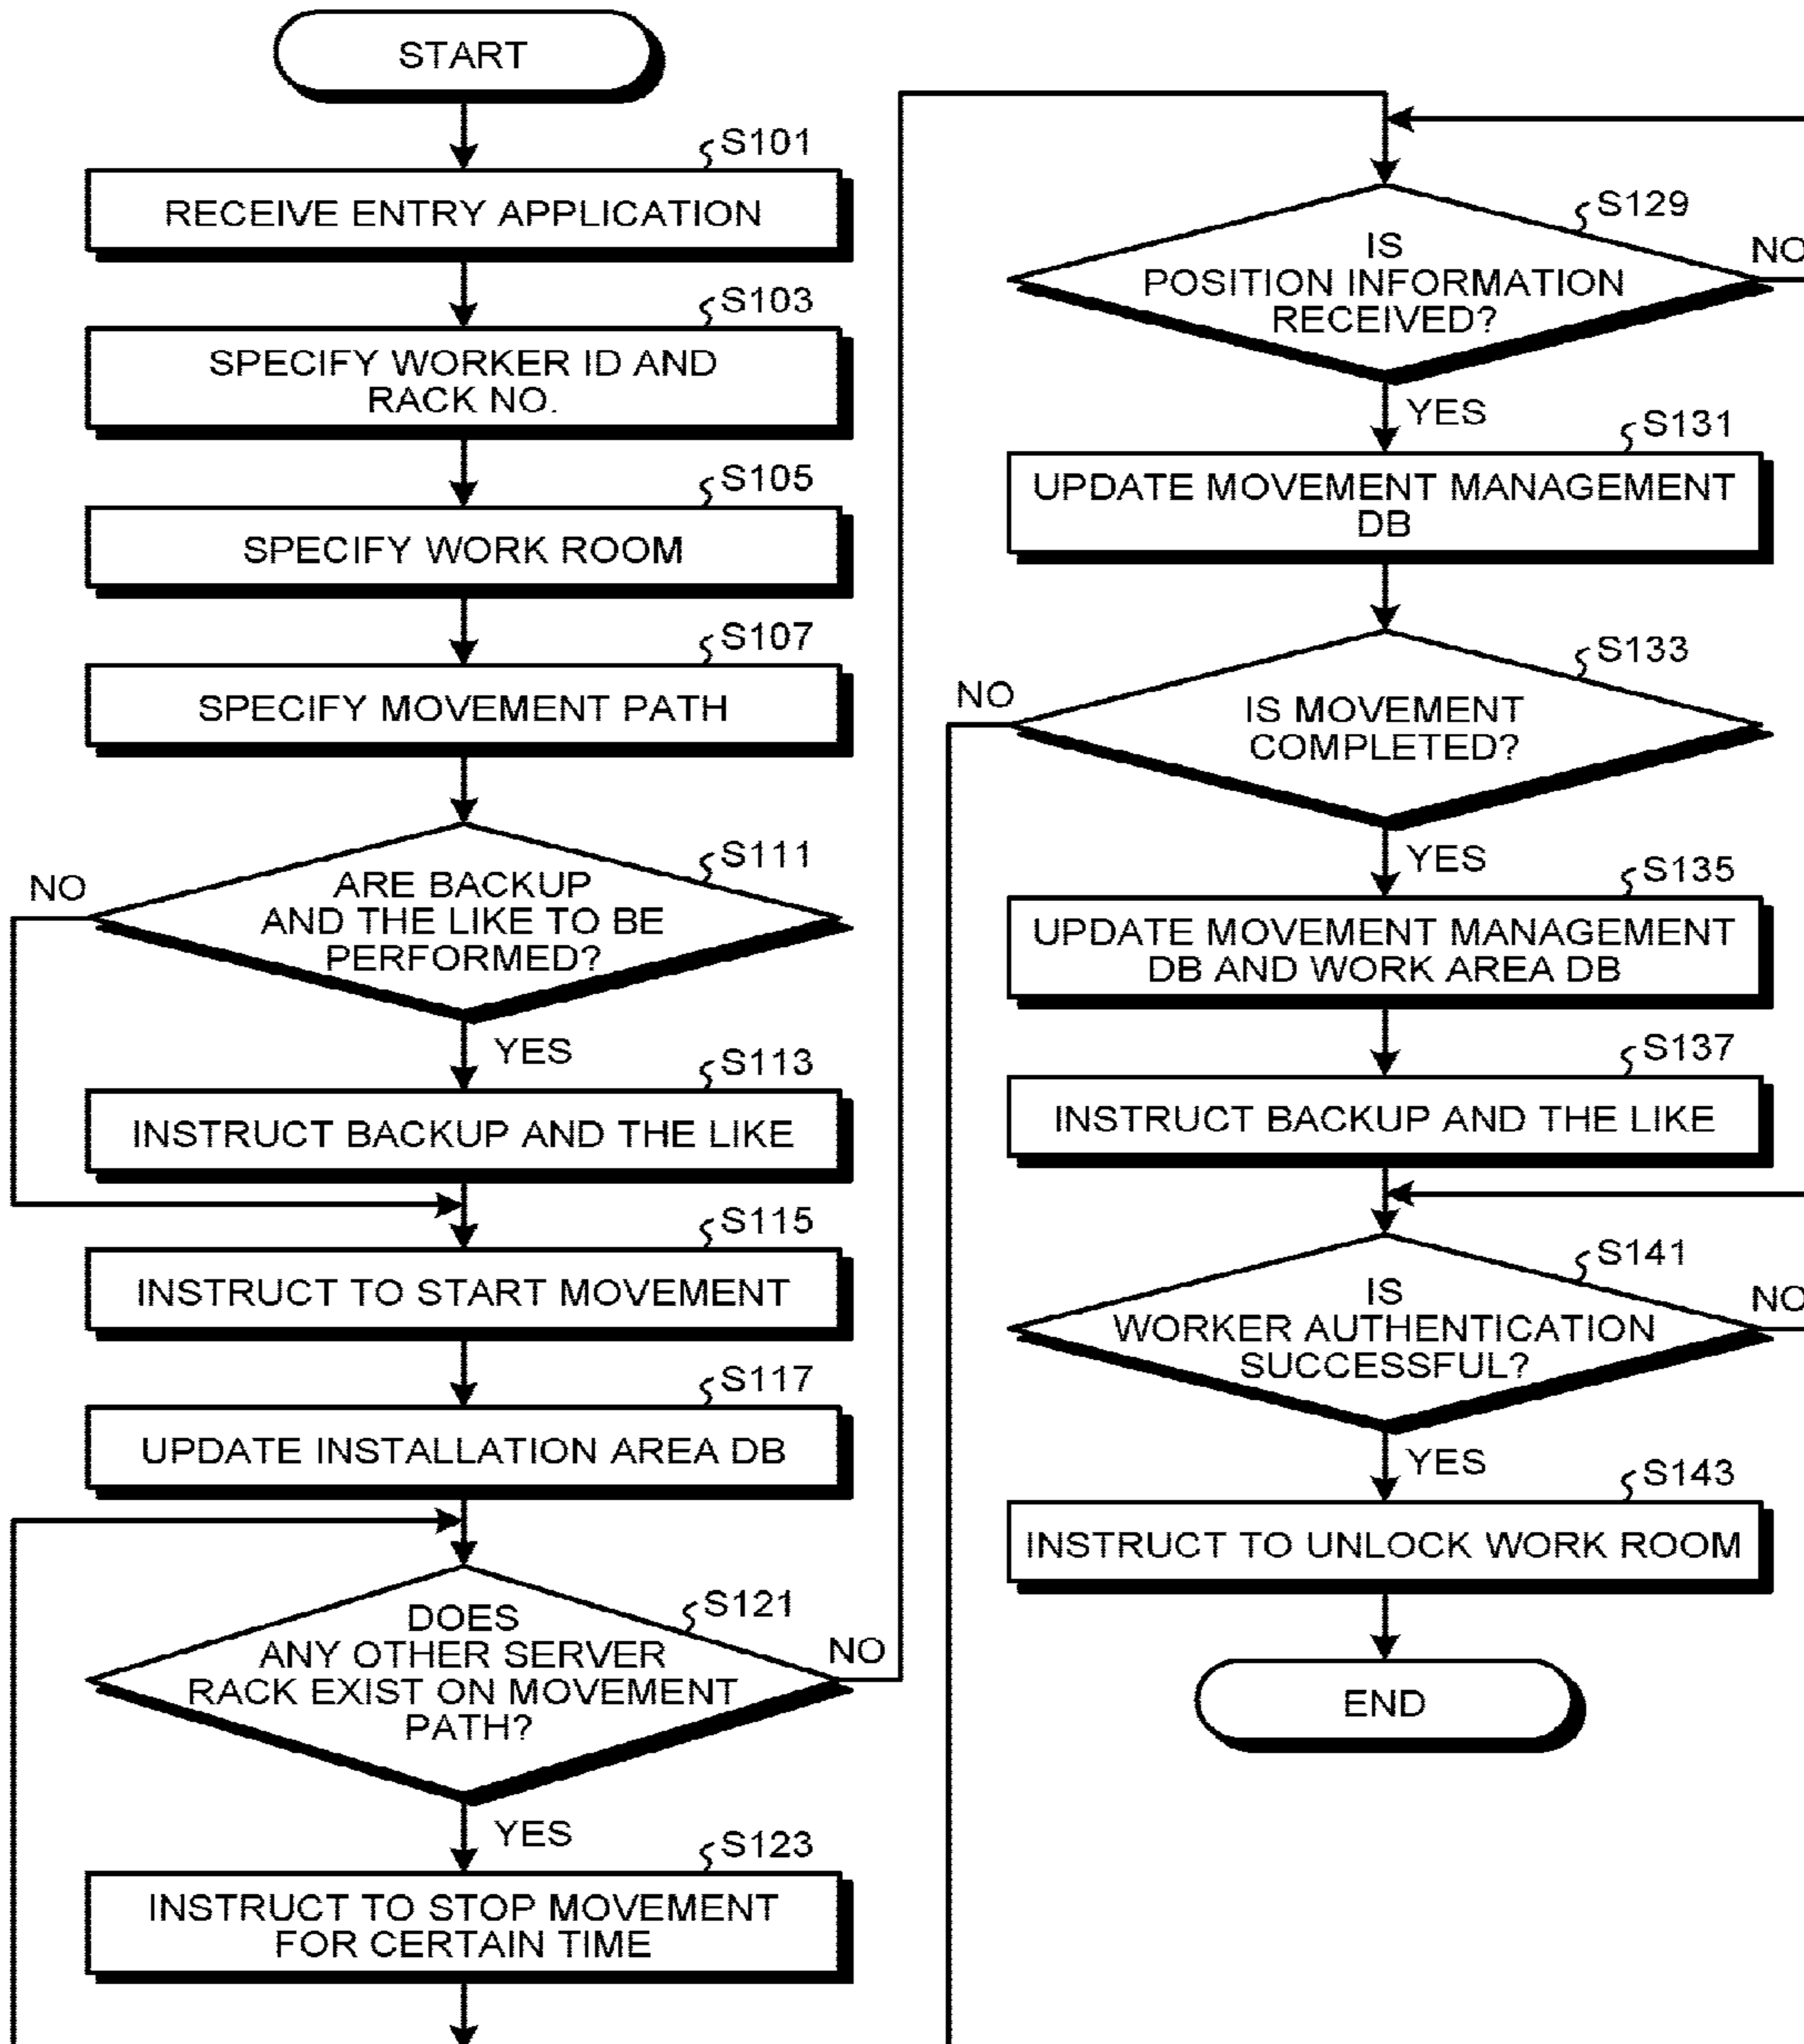 START
S101
RECEIVE ENTRY APPLICATION
S103
SPECIFY WORKER ID AND
RACK NO.
S105
SPECIFY WORK ROOM
S107
SPECIFY MOVEMENT PATH
S111
ARE BACKUP
AND THE LIKE TO BE
PERFORMED?
NO
YES
S113
INSTRUCT BACKUP AND THE LIKE
S115
INSTRUCT TO START MOVEMENT
S117
UPDATE INSTALLATION AREA DB
S121
DOES
ANY OTHER SERVER
RACK EXIST ON MOVEMENT
PATH?
NO
YES
S123
INSTRUCT TO STOP MOVEMENT
FOR CERTAIN TIME
S129
IS
POSITION INFORMATION
RECEIVED?
NO
YES
S131
UPDATE MOVEMENT MANAGEMENT
DB
S133
IS MOVEMENT
COMPLETED?
NO
YES
S135
UPDATE MOVEMENT MANAGEMENT
DB AND WORK AREA DB
S137
INSTRUCT BACKUP AND THE LIKE
S141
IS
WORKER AUTHENTICATION
SUCCESSFUL?
NO
YES
S143
INSTRUCT TO UNLOCK WORK ROOM
END